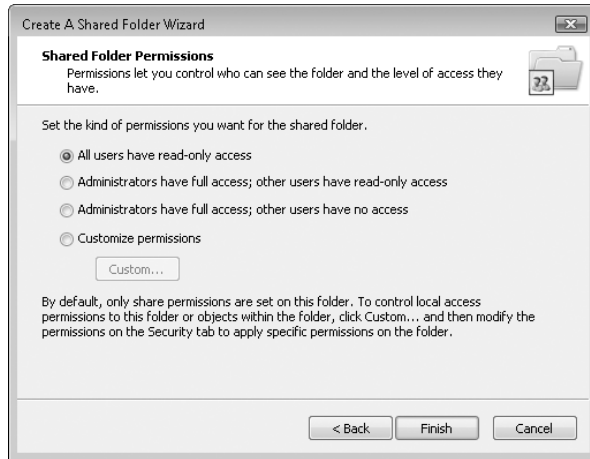 Create A Shared Folder Wizard
Shared Folder Permissions
Permissions let you control who can see the folder and the level of access they
have.
Set the kind of permissions you want for the shared folder.
All users have read-only access
Administrators have full access; other users have read-only access
Administrators have full access; other users have no access
Customize permissions
Custom...
By default, only share permissions are set on this folder. To control local access
permissions to this folder or objects within the folder, click Custom... and then modify the
permissions on the Security tab to apply specific permissions on the folder.
< Back Finish Cancel